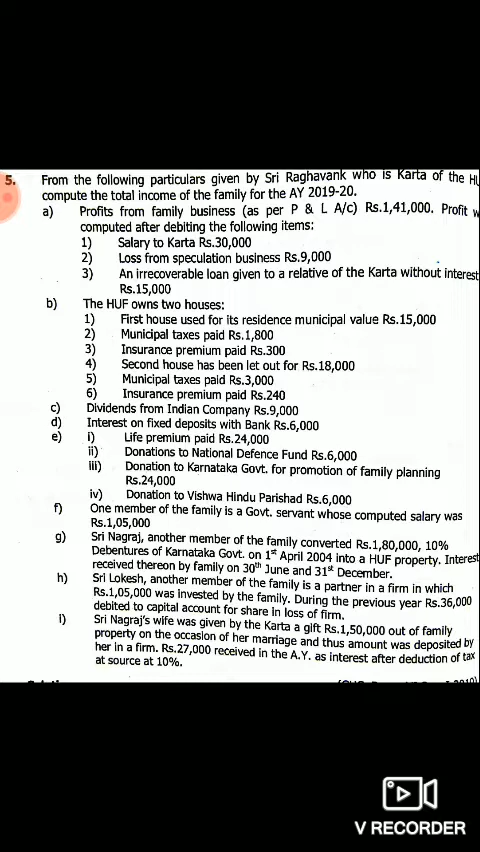 5. From the following particulars given by Sri Raghavank who is Karta of the HU
compute the total income of the family for the AY 2019-20.
a) Profits from family business (as per P & L A/c) Rs.1,41,000. Profit w
computed after debiting the following items:
1) Salary to Karta Rs.30,000
2) Loss from speculation business Rs.9,000
3) An irrecoverable loan given to a relative of the Karta without interest
Rs.15,000
b) The HUF owns two houses:
1) First house used for its residence municipal value Rs.15,000
2) Municipal taxes paid Rs.1,800
3) Insurance premium paid Rs.300
4) Second house has been let out for Rs.18,000
5) Municipal taxes paid Rs.3,000
6) Insurance premium paid Rs.240
c) Dividends from Indian Company Rs.9,000
d) Interest on fixed deposits with Bank Rs.6,000
e) i) Life premium paid Rs.24,000
ii) Donations to National Defence Fund Rs.6,000
iii) Donation to Karnataka Govt. for promotion of family planning
Rs.24,000
iv) Donation to Vishwa Hindu Parishad Rs.6,000
f) One member of the family is a Govt. servant whose computed salary was
Rs.1,05,000
g) Sri Nagraj, another member of the family converted Rs.1,80,000, 10%
Debentures of Karnataka Govt. on 1st April 2004 into a HUF property. Interest
received thereon by family on 30th June and 31st December.
h) Sri Lokesh, another member of the family is a partner in a firm in which
Rs.1,05,000 was invested by the family. During the previous year Rs.36,000
debited to capital account for share in loss of firm.
i) Sri Nagraj's wife was given by the Karta a gift Rs.1,50,000 out of family
property on the occasion of her marriage and thus amount was deposited by
her in a firm. Rs.27,000 received in the A.Y. as interest after deduction of tax
at source at 10%.
V RECORDER